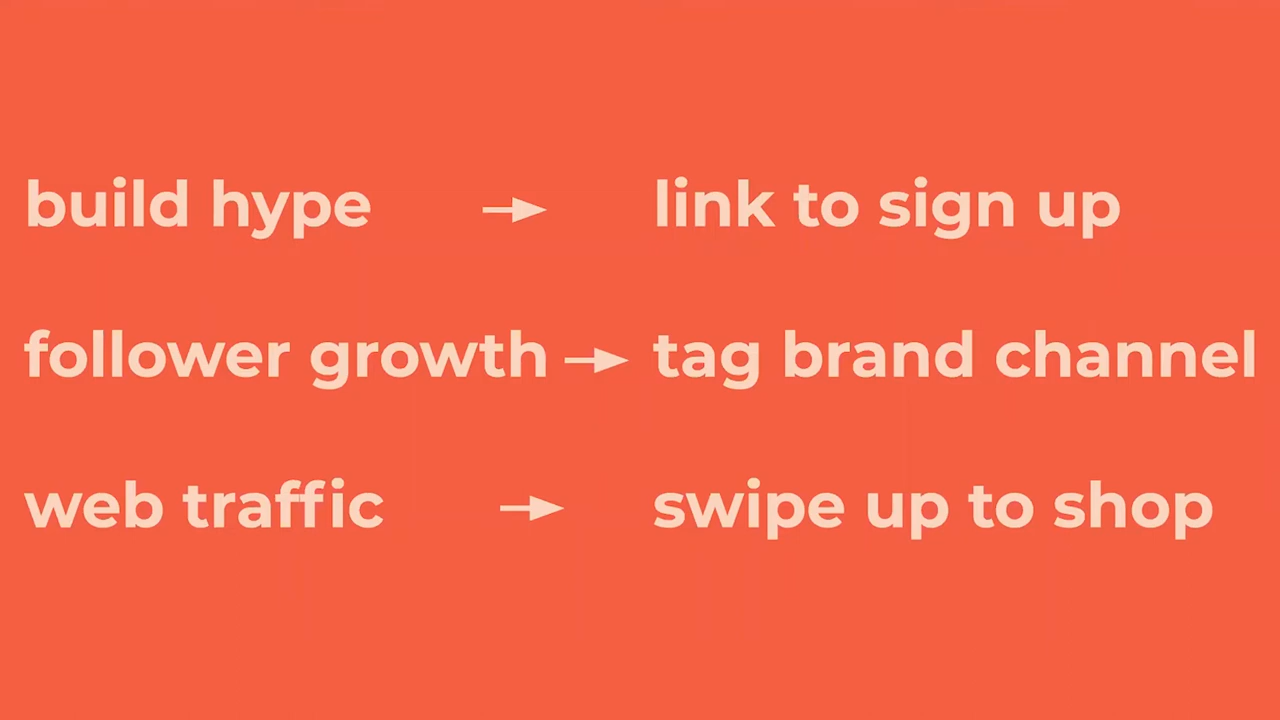 build hype → link to sign up
follower growth → tag brand channel
web traffic → swipe up to shop